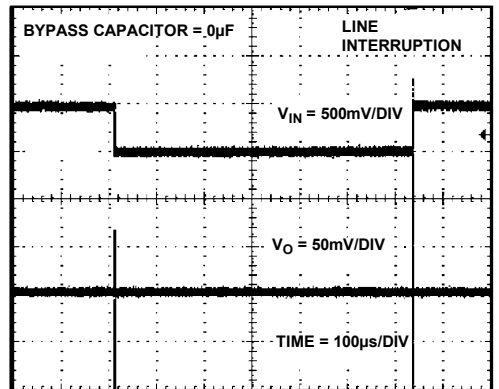 BYPASS CAPACITOR = 0µF
LINE
INTERRUPTION
V_IN = 500mV/DIV
V_O = 50mV/DIV
TIME = 100µs/DIV